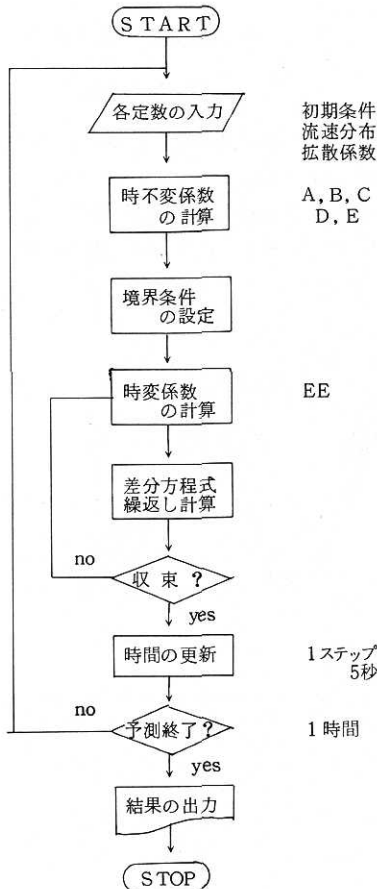 START
各定数の入力
初期条件
流速分布
拡散係数
時不変係数
の計算
A, B, C
D, E
境界条件
の設定
時変係数
の計算
EE
差分方程式
繰返し計算
no
収束?
yes
時間の更新
1ステップ
5秒
no
予測終了?
1時間
yes
結果の出力
STOP